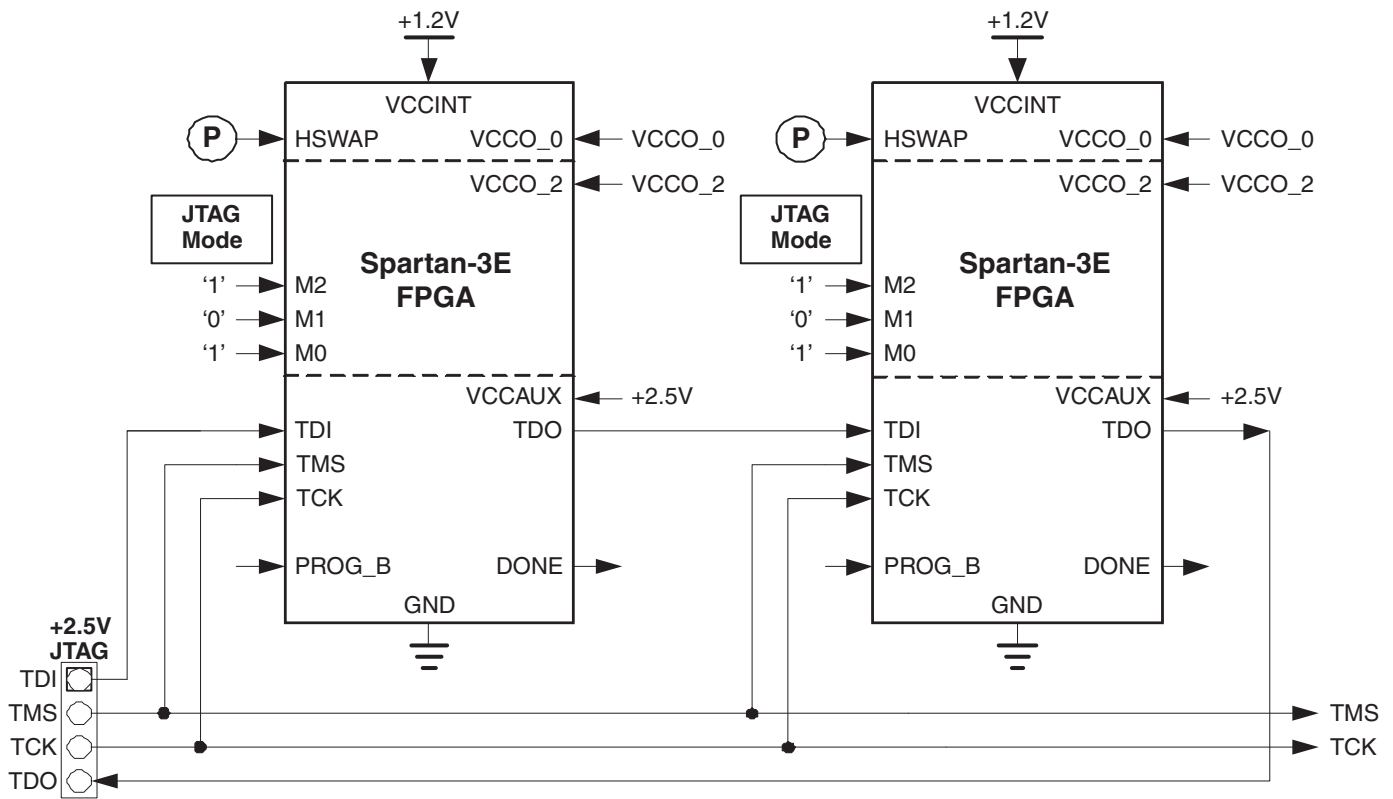 +1.2V +1.2V
VCCINT VCCINT
P HSWAP VCCO_0 VCCO_0 P HSWAP VCCO_0 VCCO_0
VCCO_2 VCCO_2 VCCO_2 VCCO_2
JTAG JTAG
Mode Mode
Spartan-3E Spartan-3E
‘1’ M2 FPGA ‘1’ M2 FPGA
‘0’ M1 ‘0’ M1
‘1’ M0 ‘1’ M0
VCCAUX +2.5V VCCAUX +2.5V
TDI TDO TDI TDO
TMS TMS
TCK TCK
PROG_B DONE PROG_B DONE
GND GND
+2.5V
JTAG
TDI
TMS TMS
TCK TCK
TDO